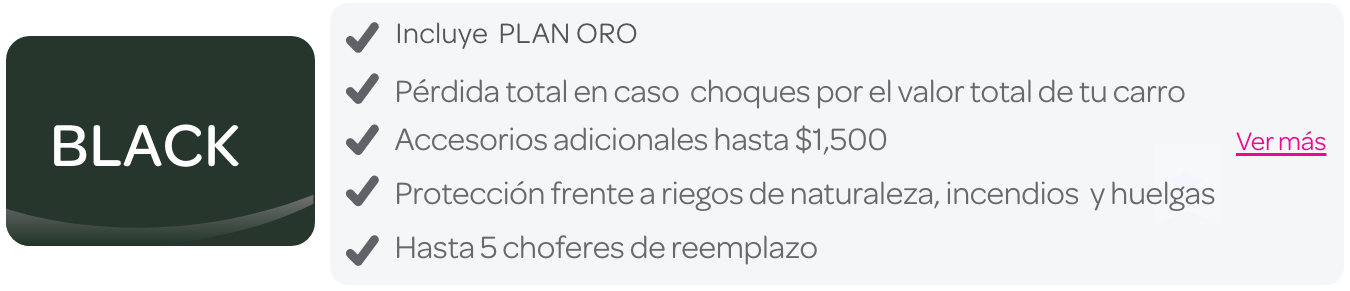 BLACK
Incluye PLAN ORO
Pérdida total en caso choques por el valor total de tu carro
Accesorios adicionales hasta $1,500
Ver más
Protección frente a riegos de naturaleza, incendios y huelgas
Hasta 5 choferes de reemplazo